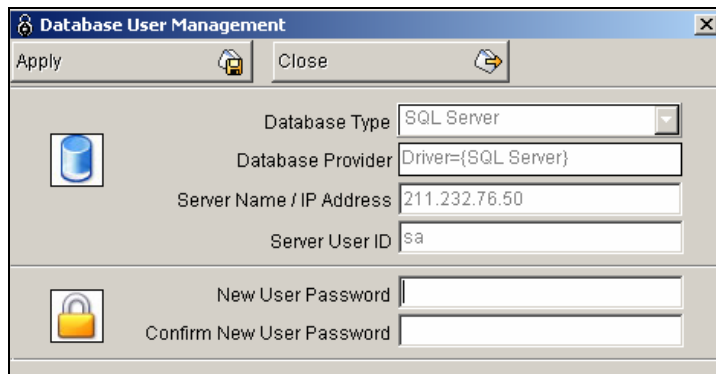 Database User Management
Apply Close
Database Type SQL Server
Database Provider Driver={SQL Server}
Server Name / IP Address 211.232.76.50
Server User ID sa
New User Password
Confirm New User Password